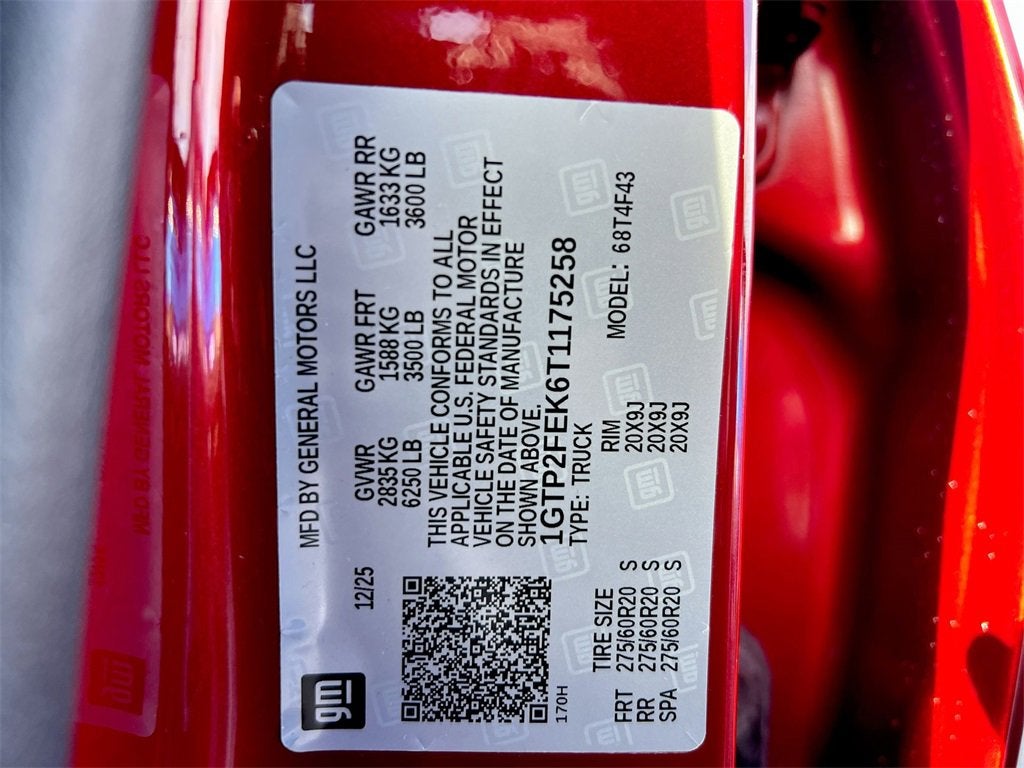 gm
MFD BY GENERAL MOTORS LLC
12/25
GVWR GAWR FRT GAWR RR
2835 KG 1588 KG 1633 KG
6250 LB 3500 LB 3600 LB
THIS VEHICLE CONFORMS TO ALL
APPLICABLE U.S. FEDERAL MOTOR
VEHICLE SAFETY STANDARDS IN EFFECT
ON THE DATE OF MANUFACTURE
SHOWN ABOVE.
1GTP2FEK6T1175258
170H
TYPE: TRUCK
TIRE SIZE RIM MODEL: 68T4F43
FRT 275/60R20 S 20X9J
RR 275/60R20 S 20X9J
SPA 275/60R20 S 20X9J